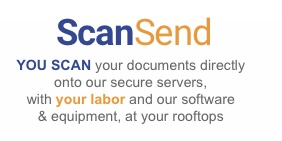 ScanSend
YOU SCAN your documents directly
onto our secure servers,
with your labor and our software
& equipment, at your rooftops